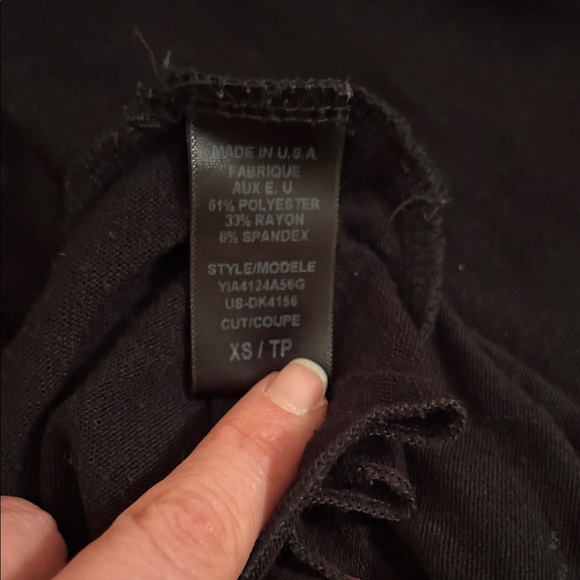 MADE IN U.S.A.
FABRIQUE
AUX E. U.
61% POLYESTER
33% RAYON
6% SPANDEX
STYLE/MODELE
YIA4124A56G
US-DK4156
CUT/COUPE
XS / TP